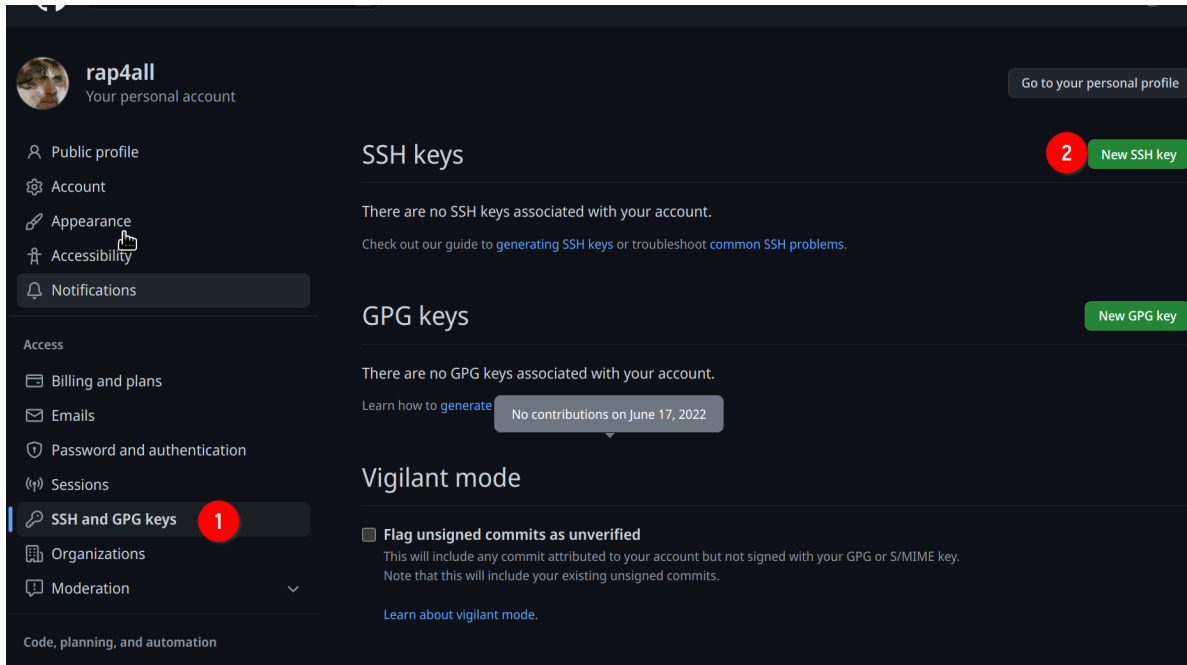 rap4all
Your personal account
Go to your personal profile
Public profile
Account
Appearance
Accessibility
Notifications
Access
Billing and plans
Emails
Password and authentication
Sessions
SSH and GPG keys
1
Organizations
Moderation
Code, planning, and automation
SSH keys
2
New SSH key
There are no SSH keys associated with your account.
Check out our guide to generating SSH keys or troubleshoot common SSH problems.
GPG keys
New GPG key
There are no GPG keys associated with your account.
Learn how to generate
No contributions on June 17, 2022
Vigilant mode
Flag unsigned commits as unverified
This will include any commit attributed to your account but not signed with your GPG or S/MIME key.
Note that this will include your existing unsigned commits.
Learn about vigilant mode.